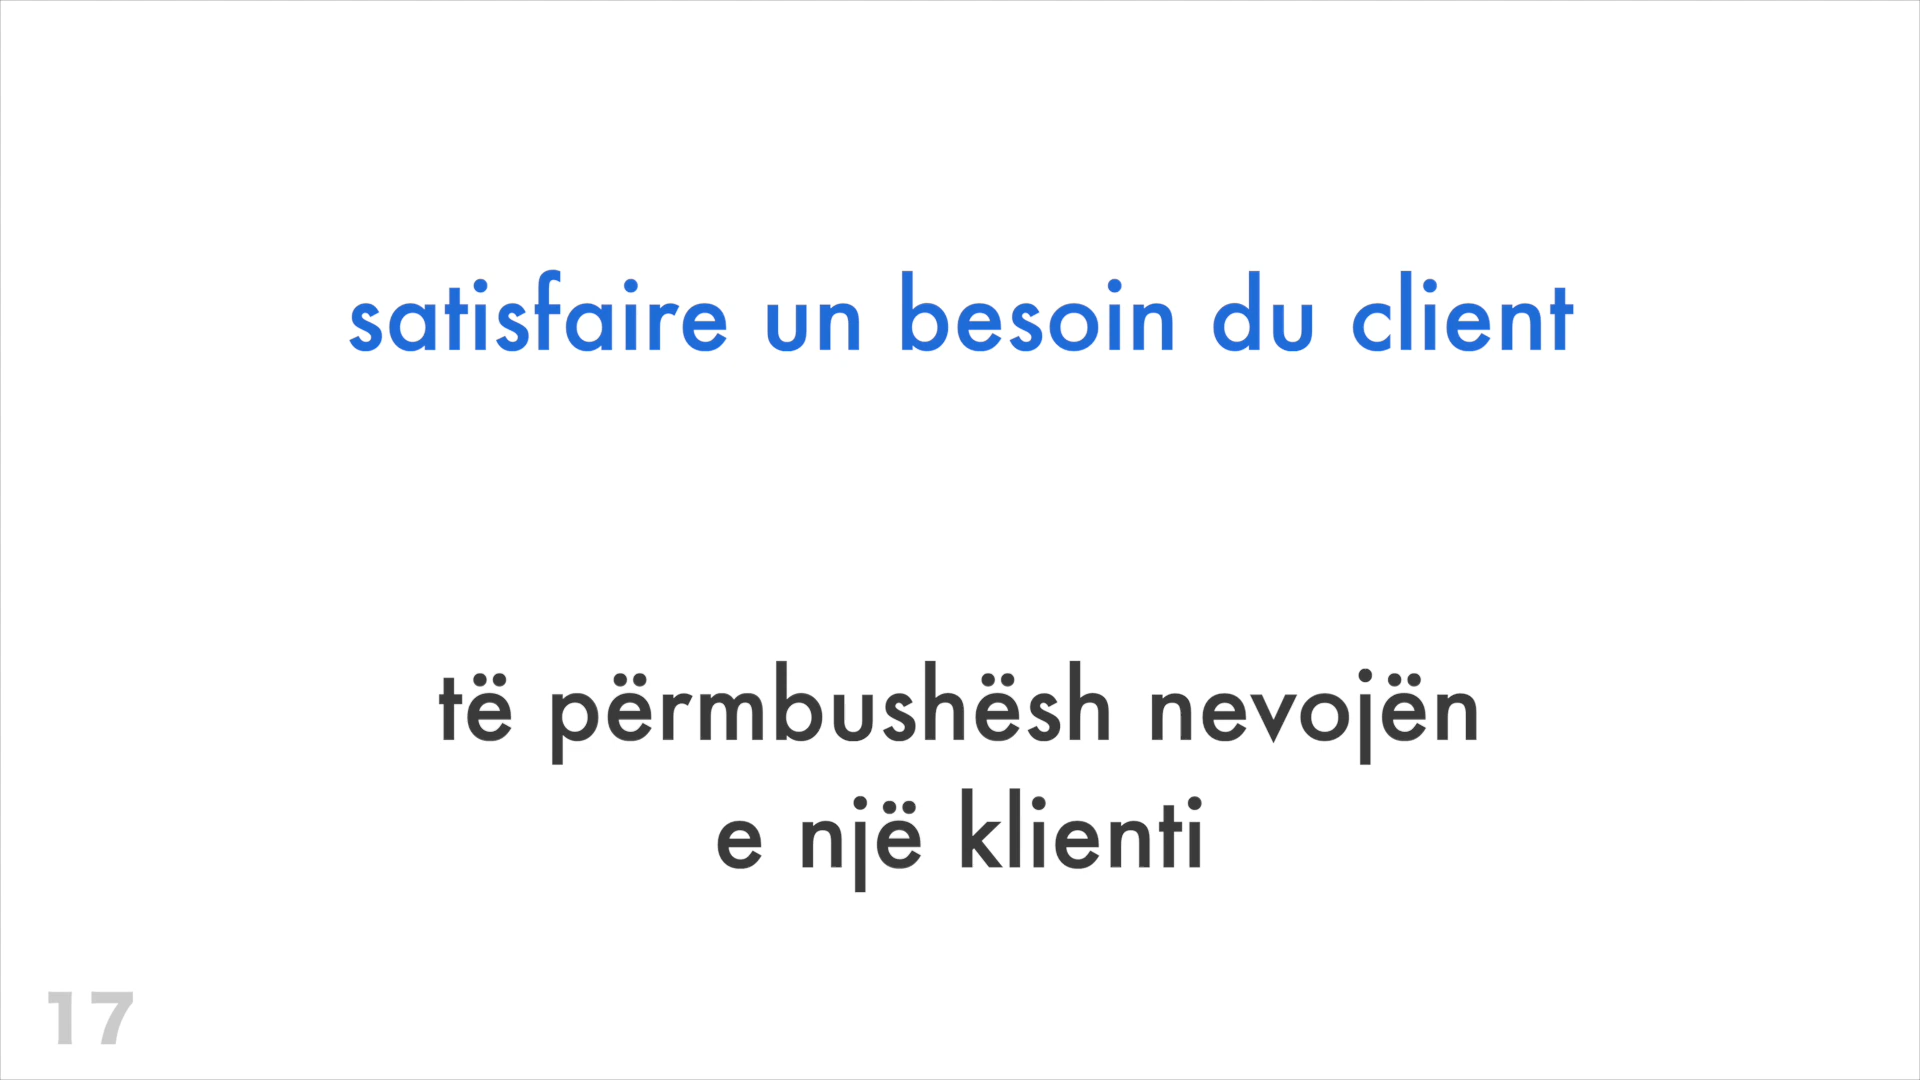 satisfaire un besoin du client
të përmbushësh nevojën
e një klienti
17